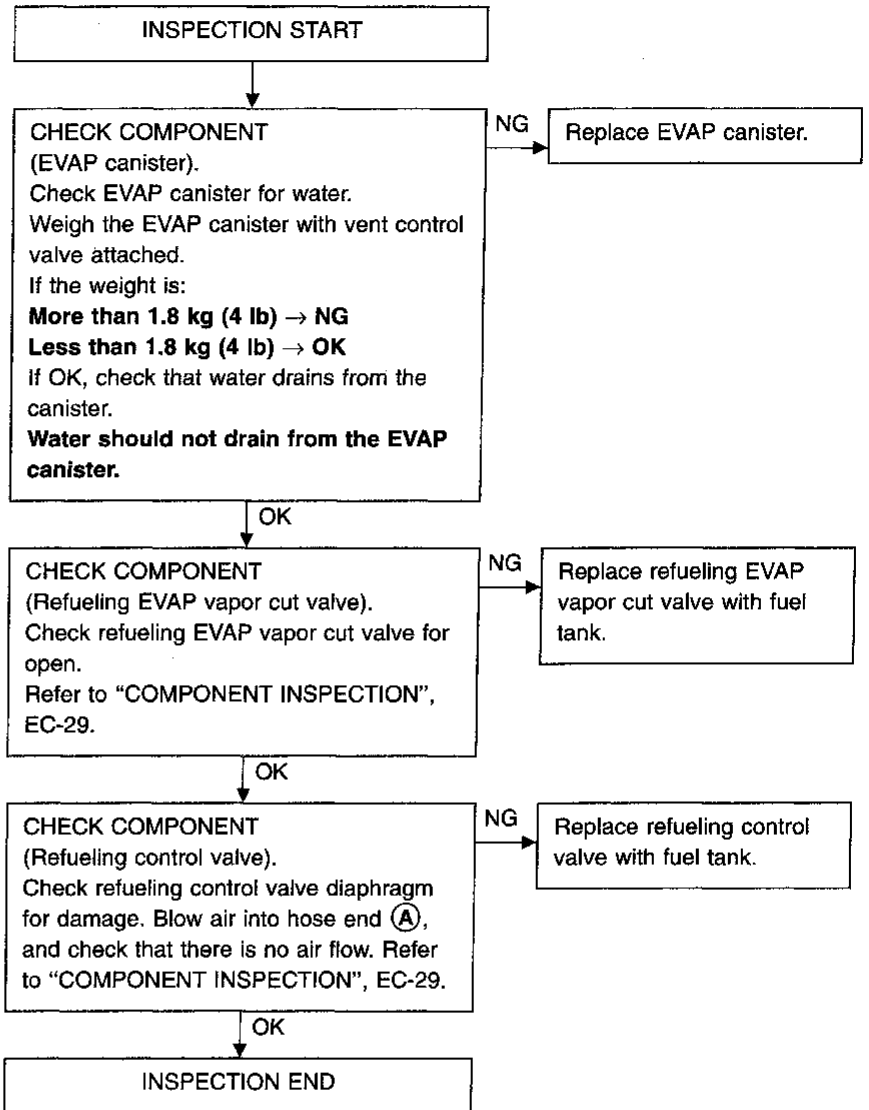 INSPECTION START
CHECK COMPONENT
(EVAP canister).
Check EVAP canister for water.
Weigh the EVAP canister with vent control
valve attached.
If the weight is:
More than 1.8 kg (4 lb) → NG
Less than 1.8 kg (4 lb) → OK
If OK, check that water drains from the
canister.
Water should not drain from the EVAP
canister.
NG
Replace EVAP canister.
OK
CHECK COMPONENT
(Refueling EVAP vapor cut valve).
Check refueling EVAP vapor cut valve for
open.
Refer to “COMPONENT INSPECTION”,
EC-29.
NG
Replace refueling EVAP
vapor cut valve with fuel
tank.
OK
CHECK COMPONENT
(Refueling control valve).
Check refueling control valve diaphragm
for damage. Blow air into hose end Ⓐ,
and check that there is no air flow. Refer
to “COMPONENT INSPECTION”, EC-29.
NG
Replace refueling control
valve with fuel tank.
OK
INSPECTION END